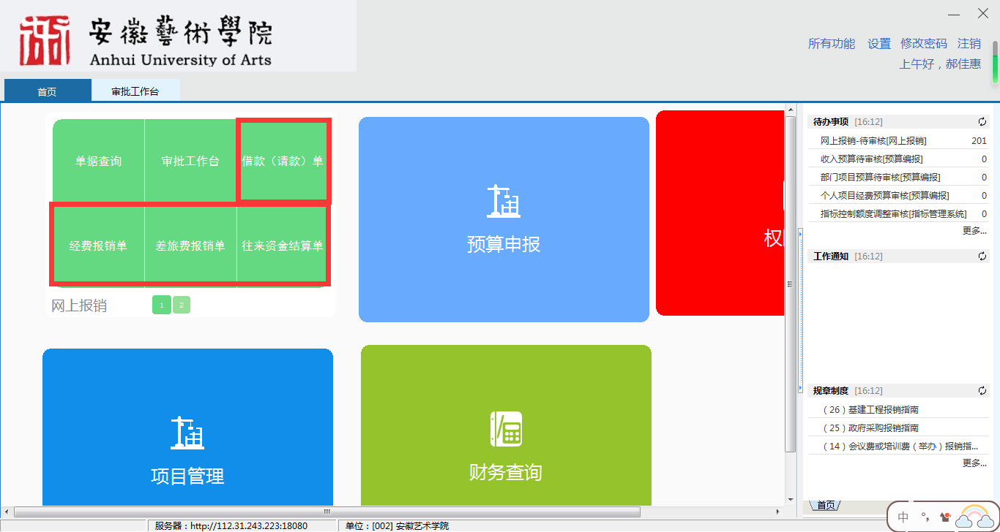 安徽藝術學院
Anhui University of Arts
所有功能 设置 修改密码 注销
上午好，郝佳惠
首页 审批工作台
单据查询 审批工作台 借款（请款）单
经费报销单 差旅费报销单 往来资金结算单
网上报销 1 2
预算申报
权
项目管理
财务查询
待办事项 [16:12]
网上报销-待审核[网上报销] 201
收入预算待审核[预算编报] 0
部门项目预算待审核[预算编报] 0
个人项目经费预算审核[预算编报] 0
指标控制额度调整审核[指标管理系统] 0
更多...
工作通知 [16:12]
规章制度 [16:12]
（26）基建工程报销指南
（25）政府采购报销指南
（14）会议费或培训费（举办）报销指...
更多...
首页
服务器：http://112.31.243.223:18080 单位：[002] 安徽艺术学院
中 °,